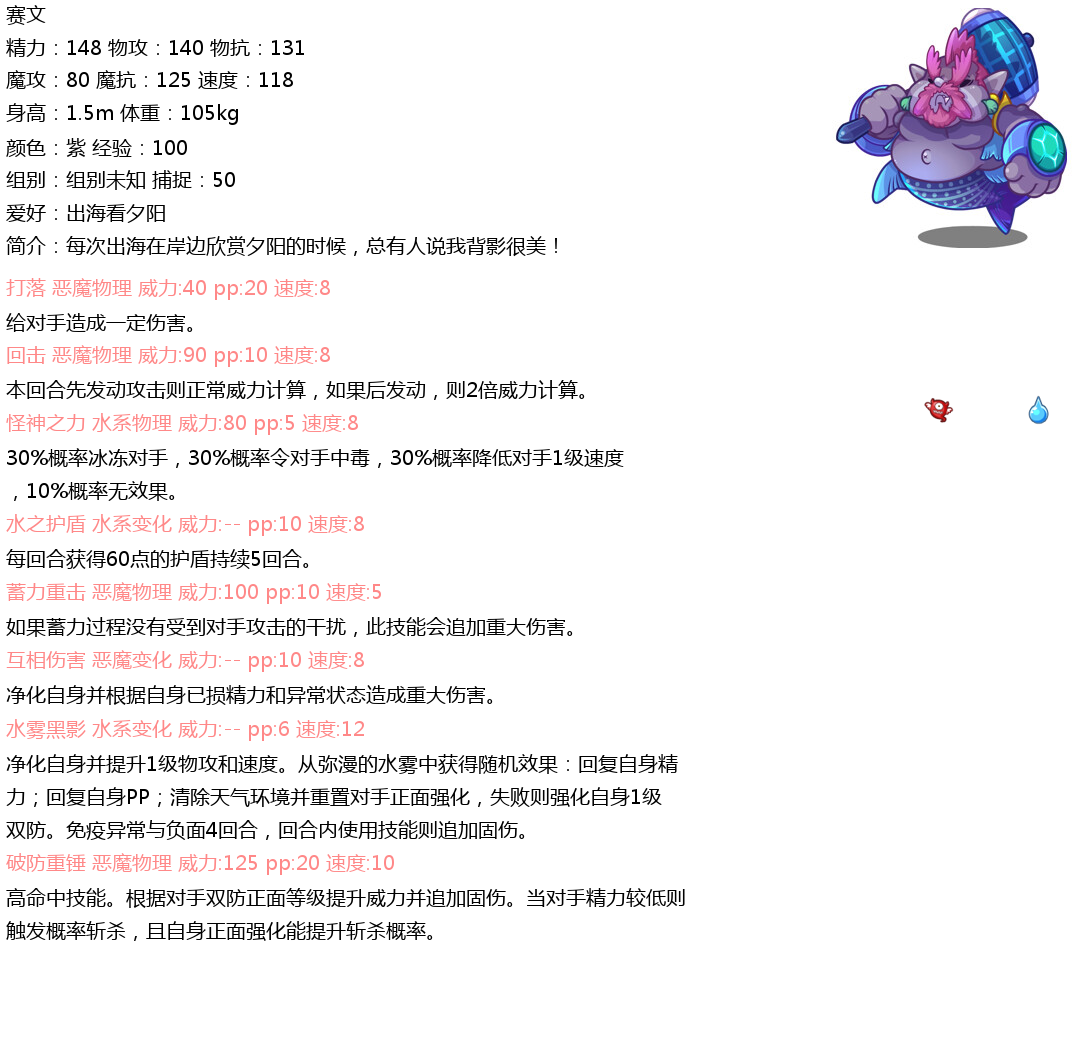 赛文
精力：148 物攻：140 物抗：131
魔攻：80 魔抗：125 速度：118
身高：1.5m 体重：105kg
颜色：紫 经验：100
组别：组别未知 捕捉：50
爱好：出海看夕阳
简介：每次出海在岸边欣赏夕阳的时候，总有人说我背影很美！
打落 恶魔物理 威力:40 pp:20 速度:8
给对手造成一定伤害。
回击 恶魔物理 威力:90 pp:10 速度:8
本回合先发动攻击则正常威力计算，如果后发动，则2倍威力计算。
怪神之力 水系物理 威力:80 pp:5 速度:8
30%概率冰冻对手，30%概率令对手中毒，30%概率降低对手1级速度
，10%概率无效果。
水之护盾 水系变化 威力:-- pp:10 速度:8
每回合获得60点的护盾持续5回合。
蓄力重击 恶魔物理 威力:100 pp:10 速度:5
如果蓄力过程没有受到对手攻击的干扰，此技能会追加重大伤害。
互相伤害 恶魔变化 威力:-- pp:10 速度:8
净化自身并根据自身已损精力和异常状态造成重大伤害。
水雾黑影 水系变化 威力:-- pp:6 速度:12
净化自身并提升1级物攻和速度。从弥漫的水雾中获得随机效果：回复自身精
力；回复自身PP；清除天气环境并重置对手正面强化，失败则强化自身1级
双防。免疫异常与负面4回合，回合内使用技能则追加固伤。
破防重锤 恶魔物理 威力:125 pp:20 速度:10
高命中技能。根据对手双防正面等级提升威力并追加固伤。当对手精力较低则
触发概率斩杀，且自身正面强化能提升斩杀概率。